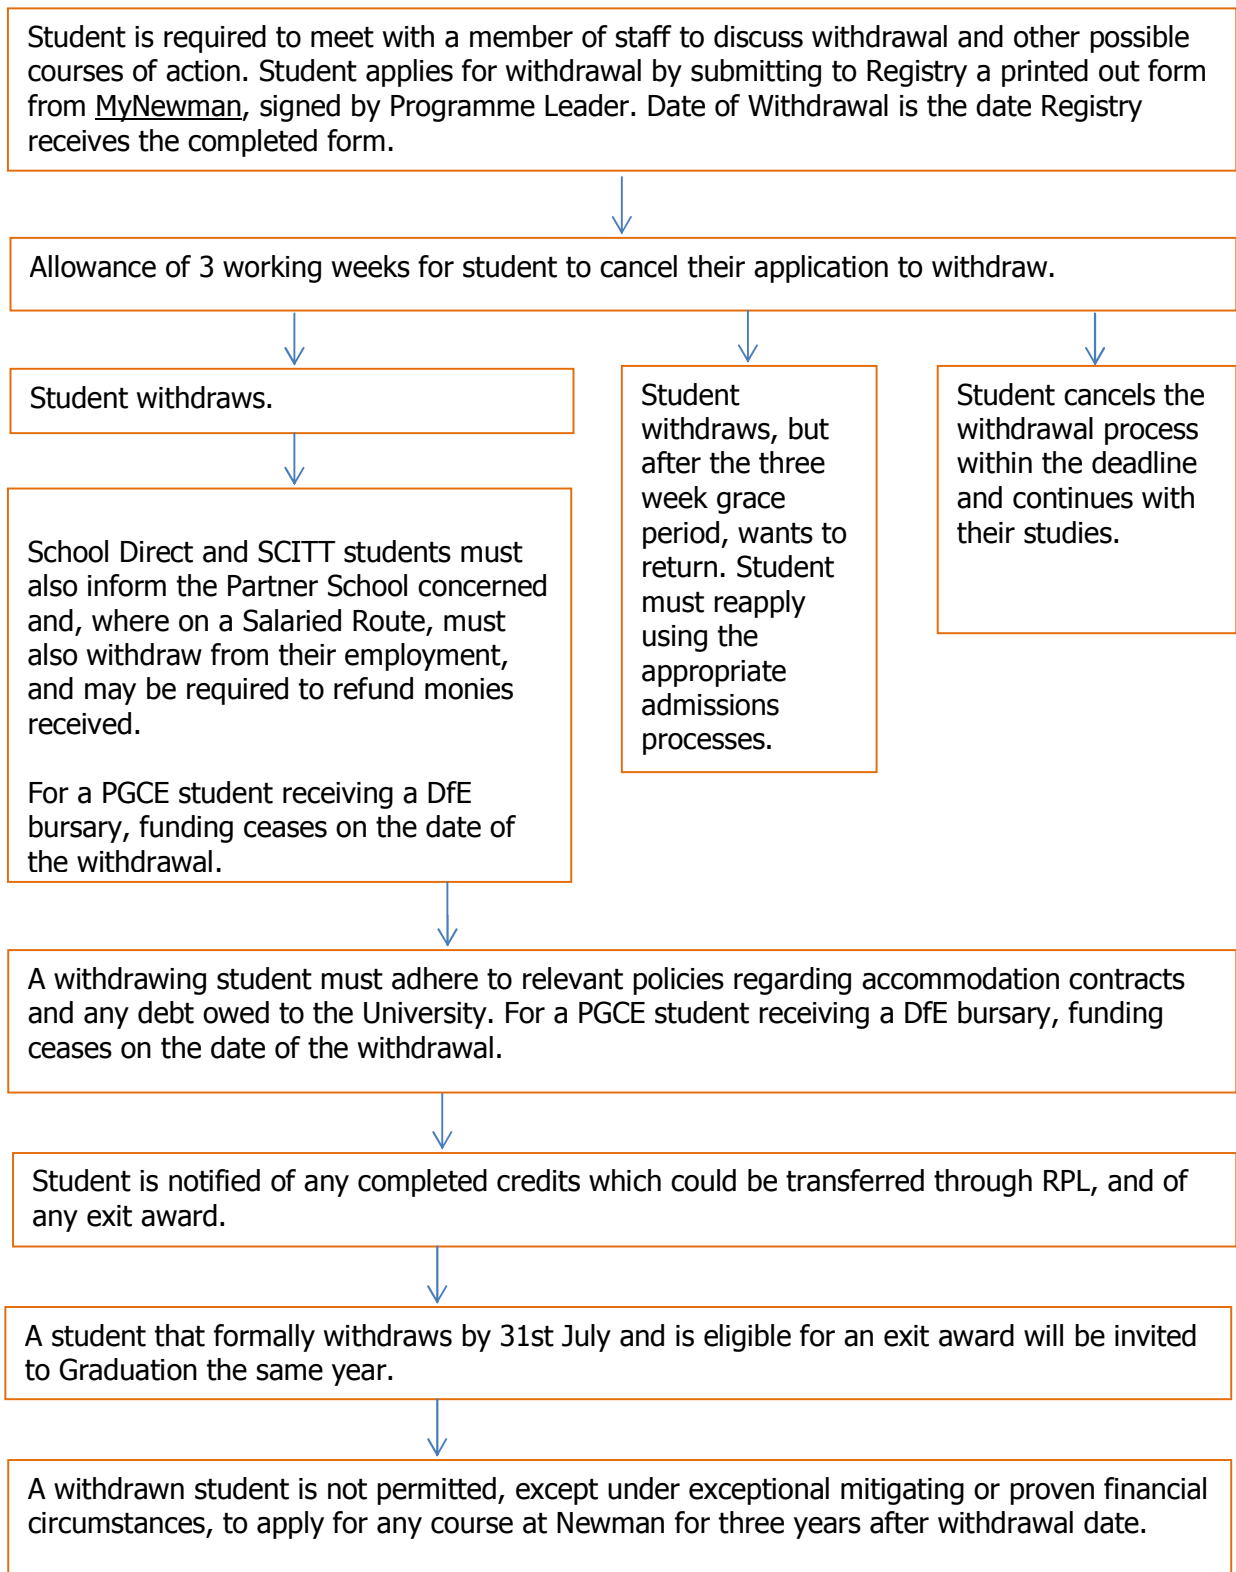 Student is required to meet with a member of staff to discuss withdrawal and other possible
courses of action. Student applies for withdrawal by submitting to Registry a printed out form
from MyNewman, signed by Programme Leader. Date of Withdrawal is the date Registry
receives the completed form.
Allowance of 3 working weeks for student to cancel their application to withdraw.
Student withdraws.
School Direct and SCITT students must
also inform the Partner School concerned
and, where on a Salaried Route, must
also withdraw from their employment,
and may be required to refund monies
received.
For a PGCE student receiving a DfE
bursary, funding ceases on the date of
the withdrawal.
Student
withdraws, but
after the three
week grace
period, wants to
return. Student
must reapply
using the
appropriate
admissions
processes.
Student cancels the
withdrawal process
within the deadline
and continues with
their studies.
A withdrawing student must adhere to relevant policies regarding accommodation contracts
and any debt owed to the University. For a PGCE student receiving a DfE bursary, funding
ceases on the date of the withdrawal.
Student is notified of any completed credits which could be transferred through RPL, and of
any exit award.
A student that formally withdraws by 31st July and is eligible for an exit award will be invited
to Graduation the same year.
A withdrawn student is not permitted, except under exceptional mitigating or proven financial
circumstances, to apply for any course at Newman for three years after withdrawal date.